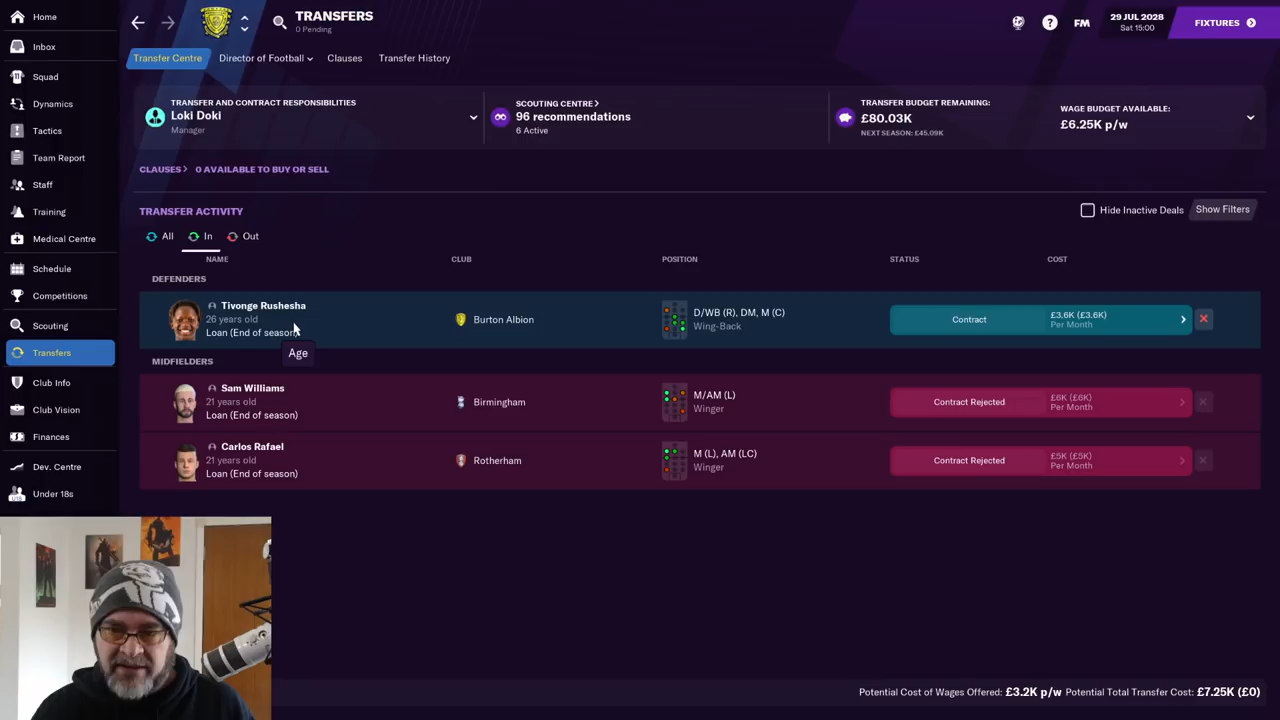 Home
Inbox
Squad
Dynamics
Tactics
Team Report
Staff
Training
Medical Centre
Schedule
Competitions
Scouting
Transfers
Club Info
Club Vision
Finances
Dev. Centre
Under 18s
TRANSFERS
0 Pending
FM
29 JUL 2028
Sat 15:00
FIXTURES
Transfer Centre
Director of Football
Clauses
Transfer History
TRANSFER AND CONTRACT RESPONSIBILITIES
Loki Doki
Manager
SCOUTING CENTRE
96 recommendations
6 Active
TRANSFER BUDGET REMAINING:
£80.03K
NEXT SEASON: £45.09K
WAGE BUDGET AVAILABLE:
£6.25K p/w
CLAUSES 0 AVAILABLE TO BUY OR SELL
TRANSFER ACTIVITY
Hide Inactive Deals
Show Filters
All
In
Out
NAME CLUB POSITION STATUS COST
DEFENDERS
Tivonge Rushesha
26 years old
Loan (End of season)
Burton Albion
D/WB (R), DM, M (C)
Wing-Back
Contract
£3.6K (£3.6K)
Per Month
Age
MIDFIELDERS
Sam Williams
21 years old
Loan (End of season)
Birmingham
M/AM (L)
Winger
Contract Rejected
£6K (£6K)
Per Month
Carlos Rafael
21 years old
Loan (End of season)
Rotherham
M (L), AM (LC)
Winger
Contract Rejected
£5K (£5K)
Per Month
Potential Cost of Wages Offered: £3.2K p/w Potential Total Transfer Cost: £7.25K (£0)